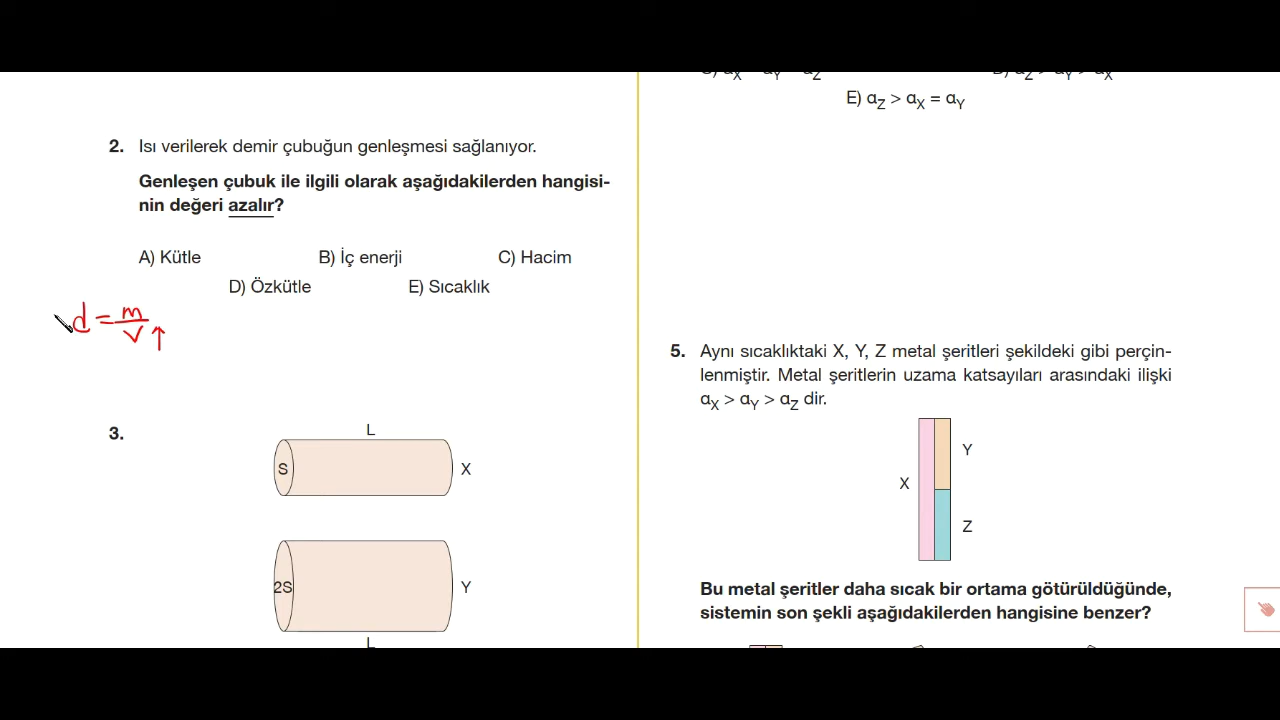 2. Isı verilerek demir çubuğun genleşmesi sağlanıyor.
Genleşen çubuk ile ilgili olarak aşağıdakilerden hangisi-
nin değeri azalır?
A) Kütle B) İç enerji C) Hacim
D) Özkütle E) Sıcaklık
d = m
V ↑
3.
L
S X
2S Y
L
E) αZ > αX = αY
5. Aynı sıcaklıktaki X, Y, Z metal şeritleri şekildeki gibi perçin-
lenmiştir. Metal şeritlerin uzama katsayıları arasındaki ilişki
αX > αY > αZ dir.
Y
X
Z
Bu metal şeritler daha sıcak bir ortama götürüldüğünde,
sistemin son şekli aşağıdakilerden hangisine benzer?